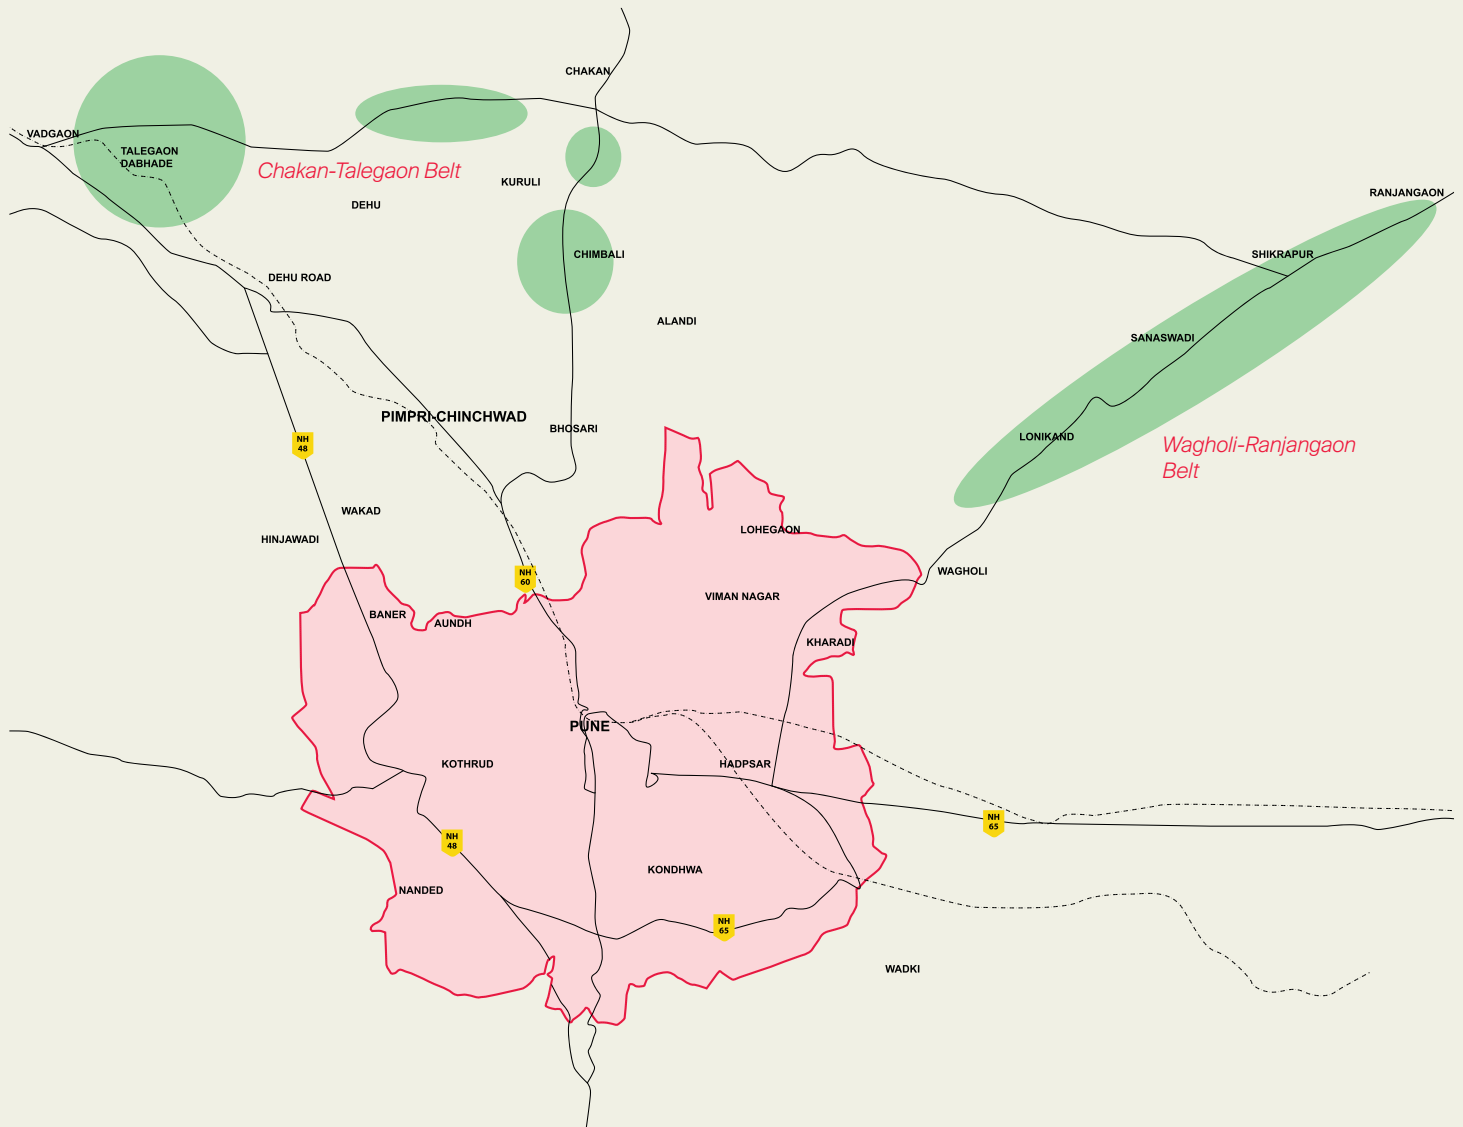 CHAKAN
VADGAON
TALEGAON
DABHADE
Chakan-Talegaon Belt
KURULI
DEHU
RANJANGAON
SHIKRAPUR
CHIMBALI
DEHU ROAD
ALANDI
SANASWADI
PIMPRI-CHINCHWAD
BHOSARI
LONIKAND
NH
48
Wagholi-Ranjangaon
Belt
WAKAD
HINJAWADI
LOHEGAON
NH
60
WAGHOLI
VIMAN NAGAR
BANER
AUNDH
KHARADI
PUNE
KOTHRUD
HADPSAR
NH
65
NH
48
KONDHWA
NANDED
NH
65
WADKI